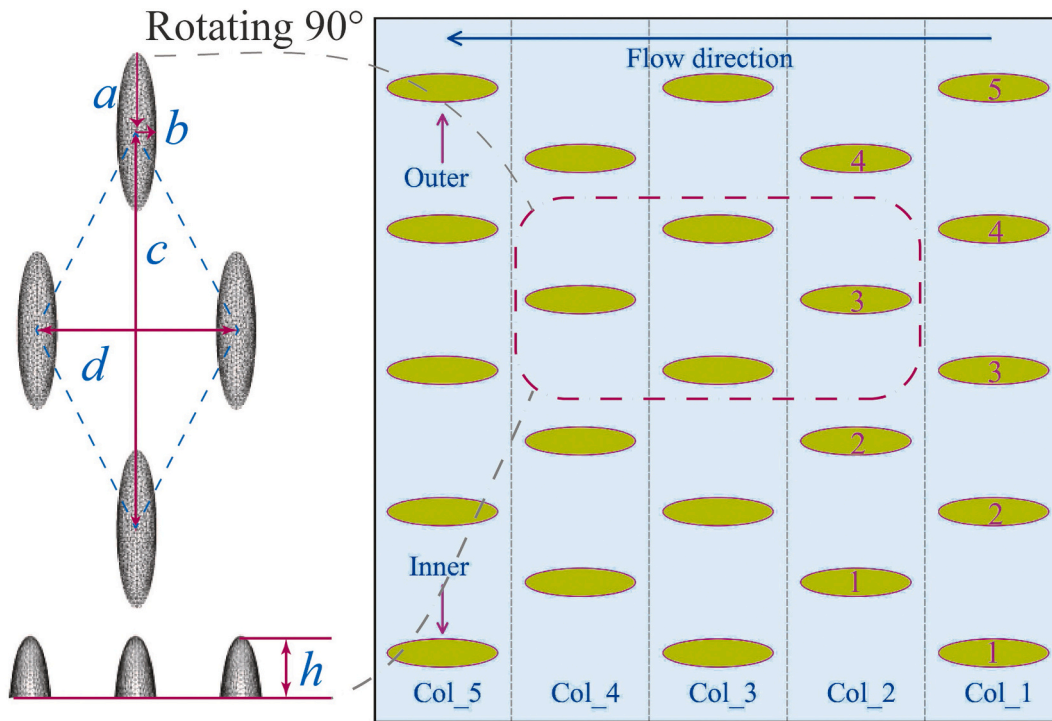 Rotating 90°
a
b
c
d
h
Flow direction
5
4
Outer
4
3
3
2
2
Inner
1
1
Col_5 Col_4 Col_3 Col_2 Col_1